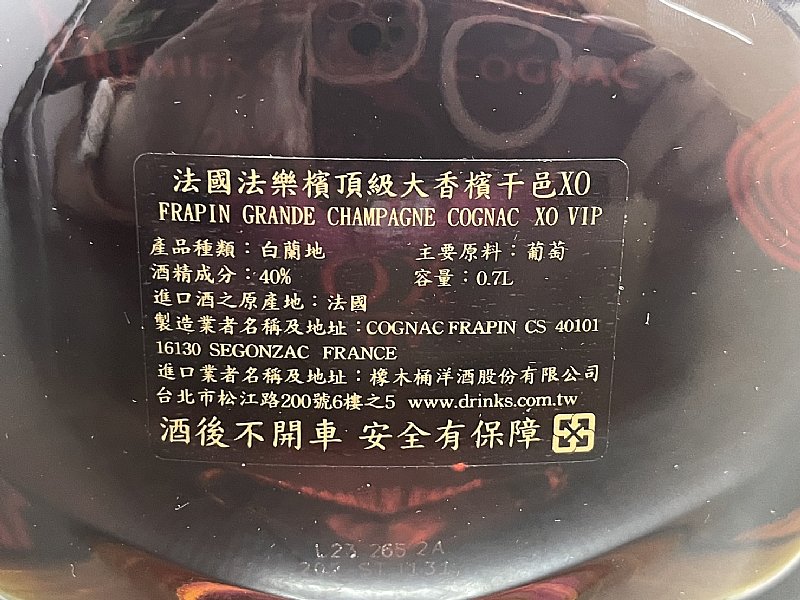 PREMIER COGNAC
法國法樂檳頂級大香檳干邑XO
FRAPIN GRANDE CHAMPAGNE COGNAC XO VIP
產品種類：白蘭地 主要原料：葡萄
酒精成分：40% 容量：0.7L
進口酒之原產地：法國
製造業者名稱及地址：COGNAC FRAPIN CS 40101
16130 SEGONZAC FRANCE
進口業者名稱及地址：橡木桶洋酒股份有限公司
台北市松江路200號6樓之5 www.drinks.com.tw
酒後不開車 安全有保障
L23 265 2A